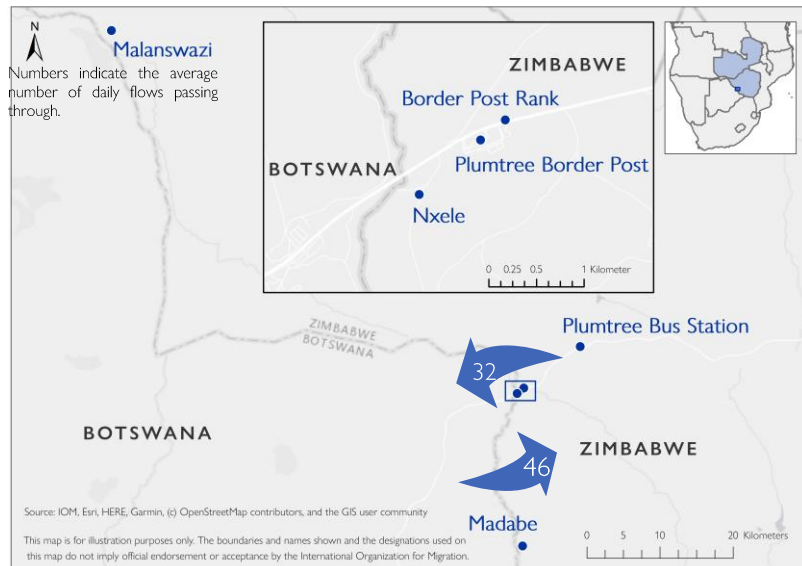 N
Malanswazi
Numbers indicate the average
number of daily flows passing
through.
ZIMBABWE
Border Post Rank
BOTSWANA
Plumtree Border Post
Nxele
0 0.25 0.5 1 Kilometer
ZIMBABWE
BOTSWANA
Plumtree Bus Station
32
BOTSWANA
ZIMBABWE
46
Source: IOM, Esri, HERE, Garmin, (c) OpenStreetMap contributors, and the GIS user community
Madabe
0 5 10 20 Kilometers
This map is for illustration purposes only. The boundaries and names shown and the designations used on
this map do not imply official endorsement or acceptance by the International Organization for Migration.